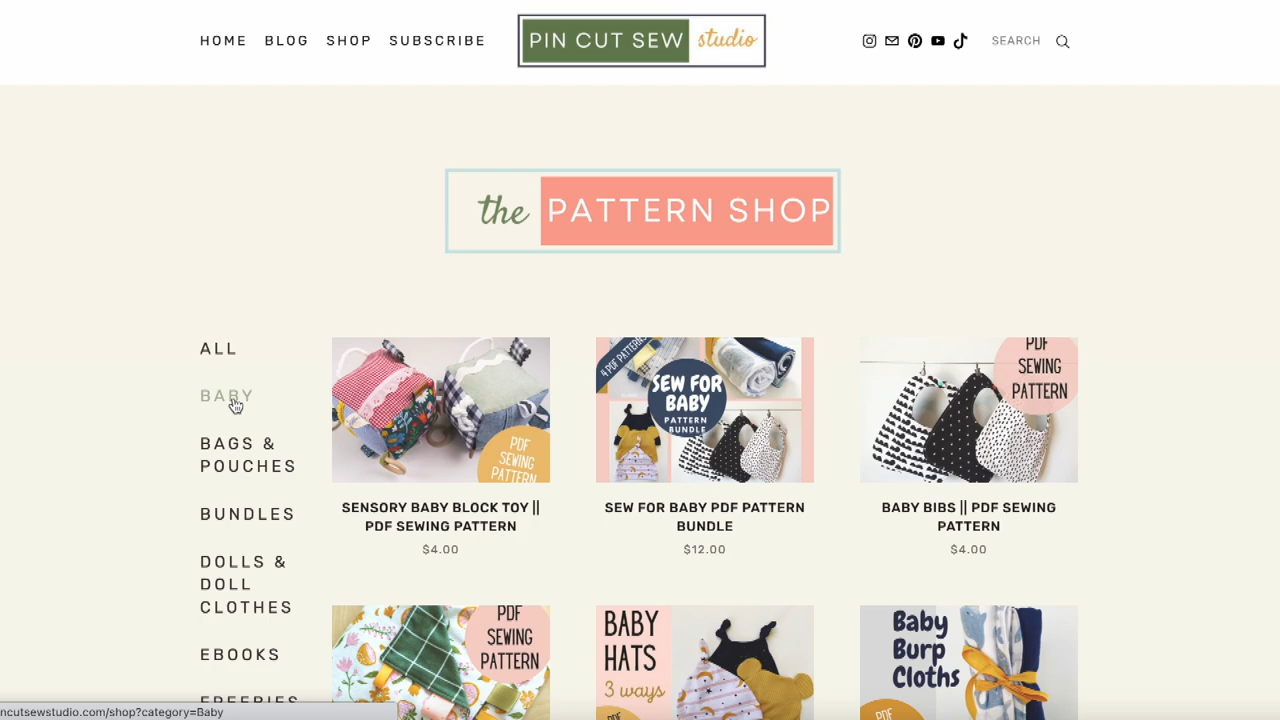 HOME BLOG SHOP SUBSCRIBE
PIN CUT SEW studio
SEARCH
the PATTERN SHOP
ALL
BABY
BAGS &
POUCHES
BUNDLES
DOLLS &
DOLL
CLOTHES
EBOOKS
FREEBIES
PDF
SEWING
PATTERN
SENSORY BABY BLOCK TOY ||
PDF SEWING PATTERN
$4.00
4 PDF PATTERNS
SEW FOR
BABY
PATTERN
BUNDLE
SEW FOR BABY PDF PATTERN
BUNDLE
$12.00
PDF
SEWING
PATTERN
BABY BIBS || PDF SEWING
PATTERN
$4.00
PDF
SEWING
PATTERN
BABY
HATS
3 ways
PDF
Baby
Burp
Cloths
PDF
ncutsewstudio.com/shop?category=Baby